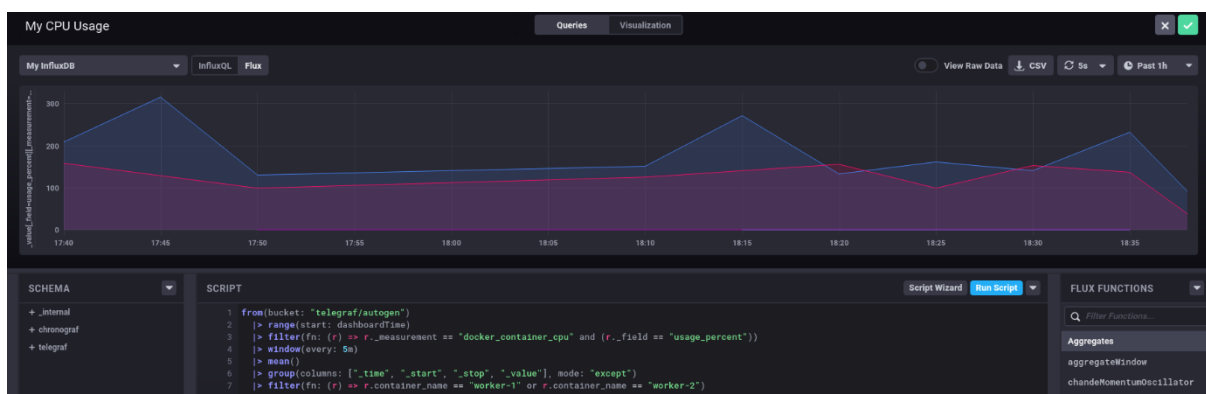 My CPU Usage
Queries Visualization
My InfluxDB InfluxQL Flux View Raw Data CSV 5s Past 1h
_value[_field=usage_percent][_measurement=...
300
200
100
0
17:40 17:45 17:50 17:55 18:00 18:05 18:10 18:15 18:20 18:25 18:30 18:35
SCHEMA
+ _internal
+ chronograf
+ telegraf
SCRIPT Script Wizard Run Script
1 from(bucket: "telegraf/autogen")
2 |> range(start: dashboardTime)
3 |> filter(fn: (r) => r._measurement == "docker_container_cpu" and (r._field == "usage_percent"))
4 |> window(every: 5m)
5 |> mean()
6 |> group(columns: ["_time", "_start", "_stop", "_value"], mode: "except")
7 |> filter(fn: (r) => r.container_name == "worker-1" or r.container_name == "worker-2")
FLUX FUNCTIONS
Filter Functions...
Aggregates
aggregateWindow
chandeMomentumOscillator